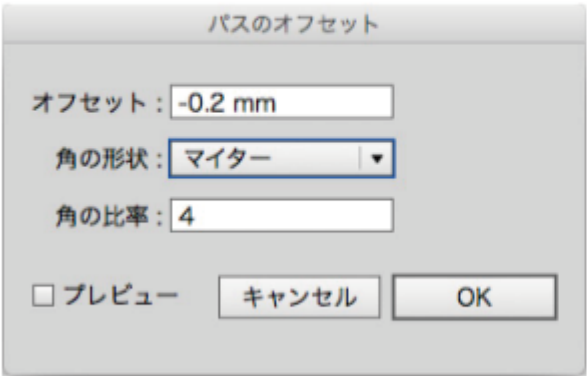 パスのオフセット
オフセット : -0.2 mm
角の形状 : マイター
角の比率 : 4
プレビュー キャンセル OK